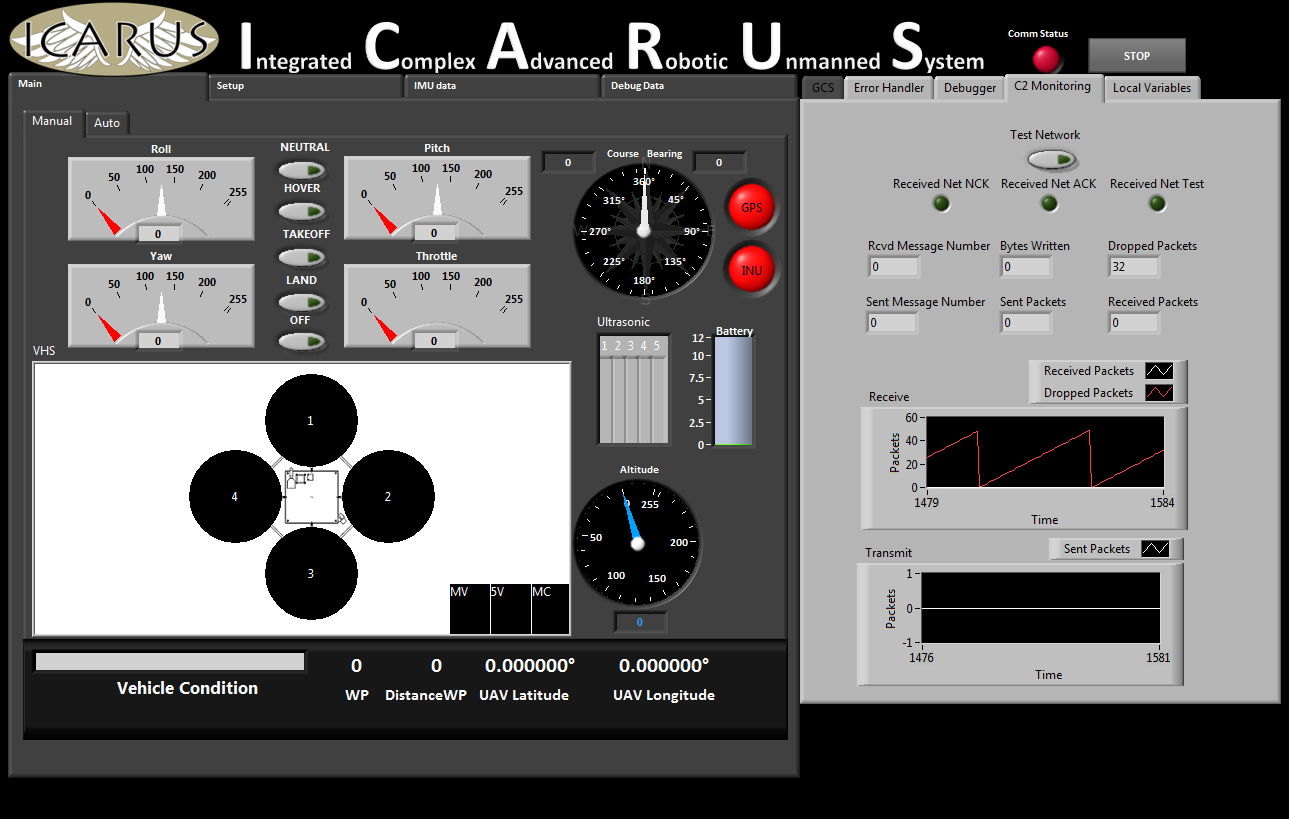 ICARUS
Integrated Complex Advanced Robotic Unmanned System
Comm Status
STOP
Main
Setup
IMU data
Debug Data
GCS
Error Handler
Debugger
C2 Monitoring
Local Variables
Manual
Auto
Roll
0 50 100 150 200 255
0
NEUTRAL
HOVER
TAKEOFF
LAND
OFF
Pitch
0 50 100 150 200 255
0
Yaw
0 50 100 150 200 255
0
Throttle
0 50 100 150 200 255
0
0
Course
Bearing
0
360°
45°
90°
135°
180°
225°
270°
315°
W
E
S
GPS
INU
Ultrasonic
1 2 3 4 5
Battery
12
10
7.5
5
2.5
0
VHS
1
4
2
3
MV
5V
MC
Altitude
0
255
50
200
100
150
0
Vehicle Condition
0
WP
0
DistanceWP
0.000000°
UAV Latitude
0.000000°
UAV Longitude
Test Network
Received Net NCK
Received Net ACK
Received Net Test
Rcvd Message Number
0
Bytes Written
0
Dropped Packets
32
Sent Message Number
0
Sent Packets
0
Received Packets
0
Received Packets
Dropped Packets
Receive
Packets
60
40
20
0
1479
1584
Time
Sent Packets
Transmit
Packets
1
0
-1
1476
1581
Time